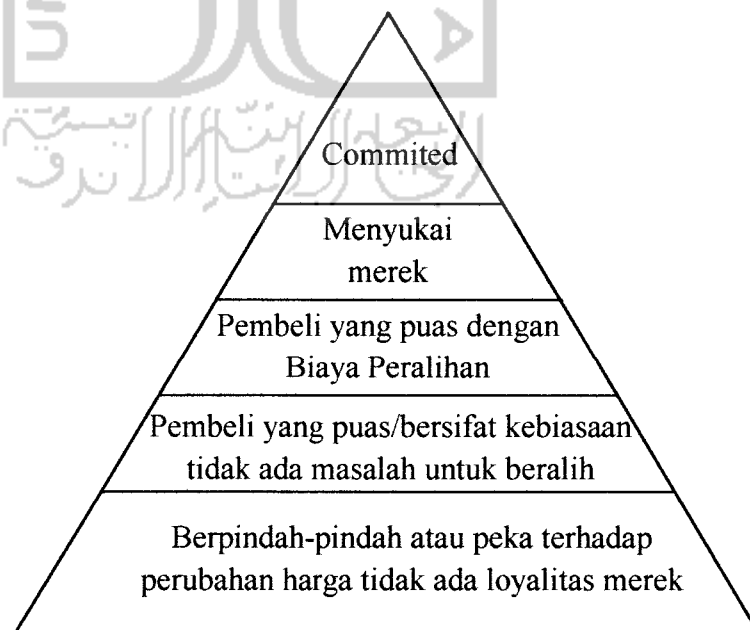 Commited
Menyukai
merek
Pembeli yang puas dengan
Biaya Peralihan
Pembeli yang puas/bersifat kebiasaan
tidak ada masalah untuk beralih
Berpindah-pindah atau peka terhadap
perubahan harga tidak ada loyalitas merek